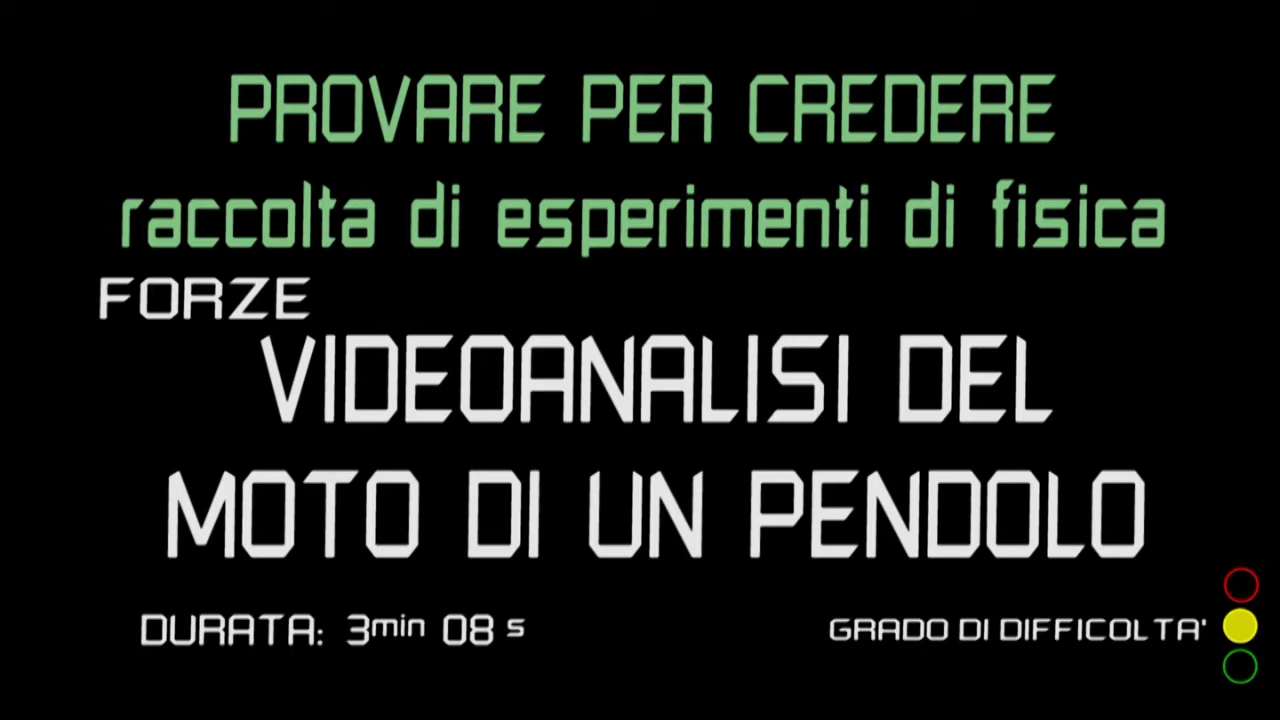 PROVARE PER CREDERE
raccolta di esperimenti di fisica
FORZE
VIDEOANALISI DEL
MOTO DI UN PENDOLO
DURATA: 3min 08 s
GRADO DI DIFFICOLTA'